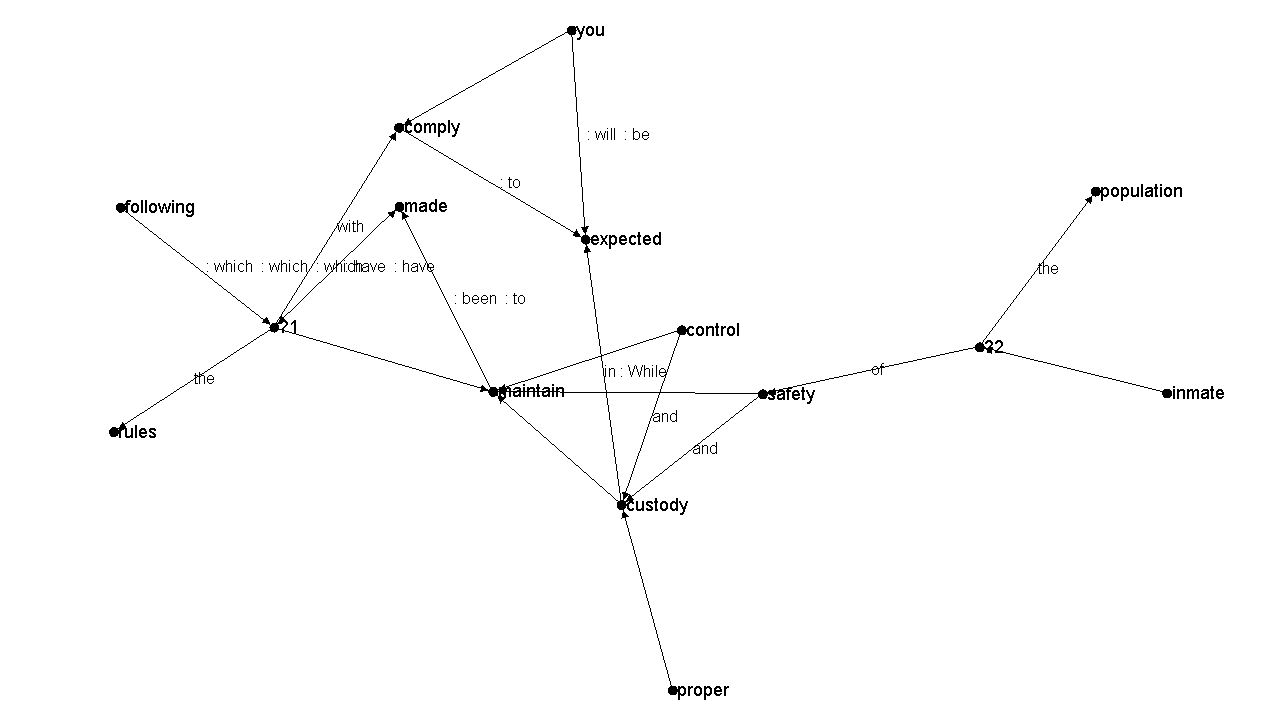 you
comply
: will : be
: to
population
made
following
with
expected
: which : which : which
: have : have
the
: been : to
?1
control
?2
in : While
of
the
maintain
safety
inmate
and
rules
and
custody
proper